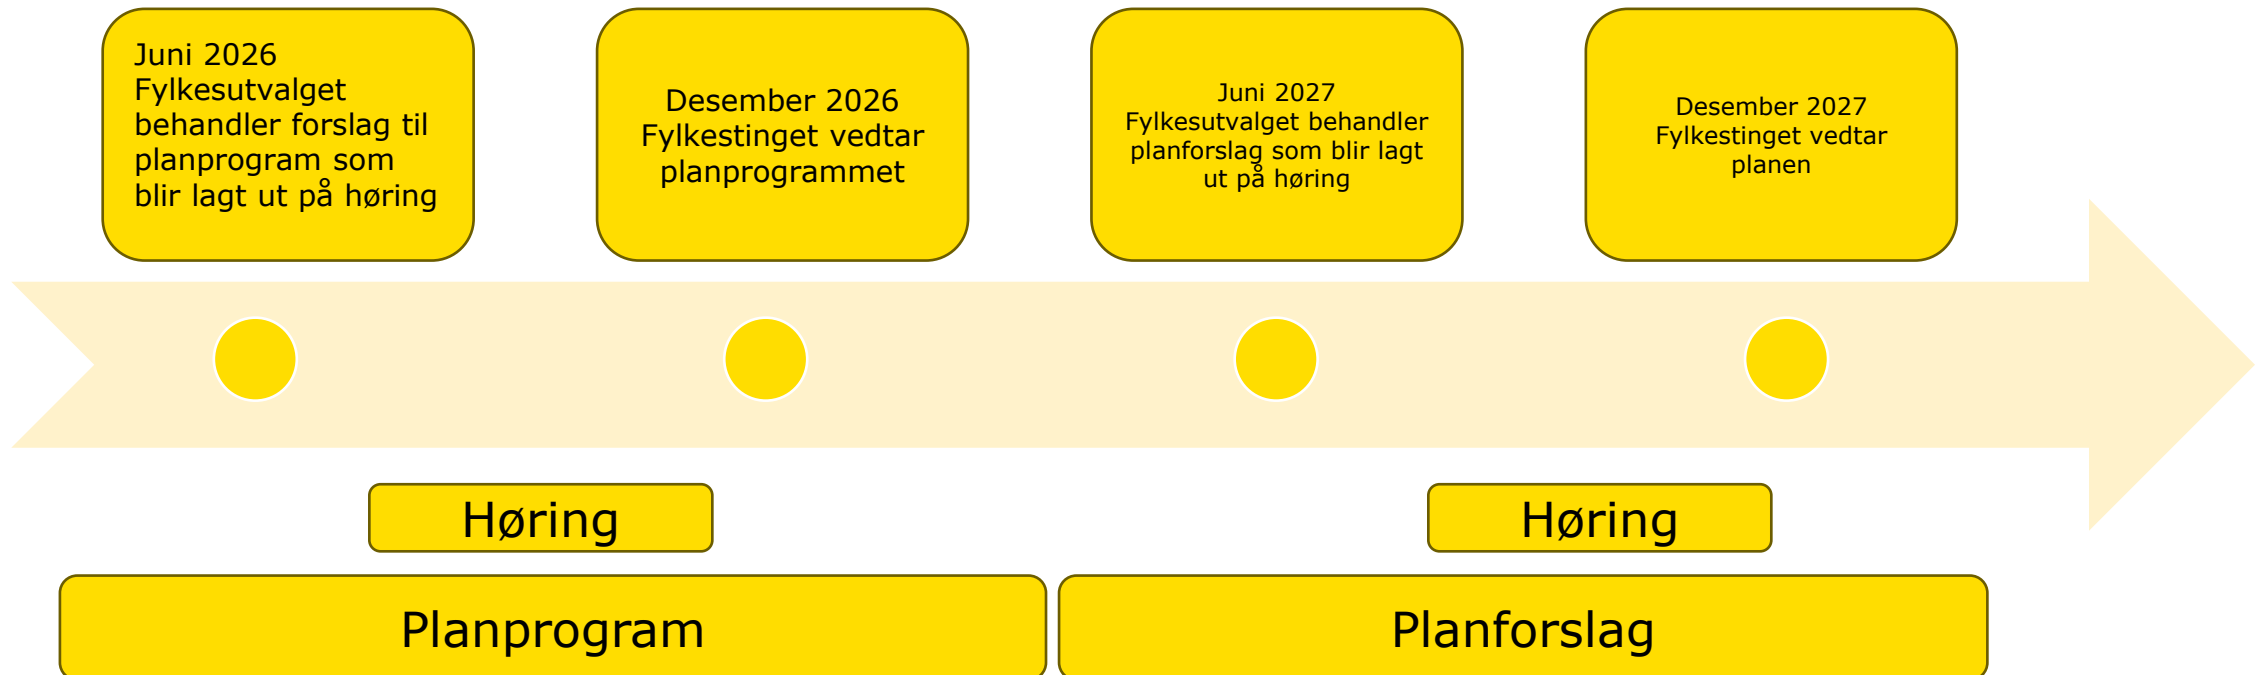 Juni 2026
Fylkesutvalget
behandler forslag til
planprogram som
blir lagt ut på høring
Desember 2026
Fylkestinget vedtar
planprogrammet
Juni 2027
Fylkesutvalget behandler
planforslag som blir lagt
ut på høring
Desember 2027
Fylkestinget vedtar
planen
Høring
Høring
Planprogram
Planforslag